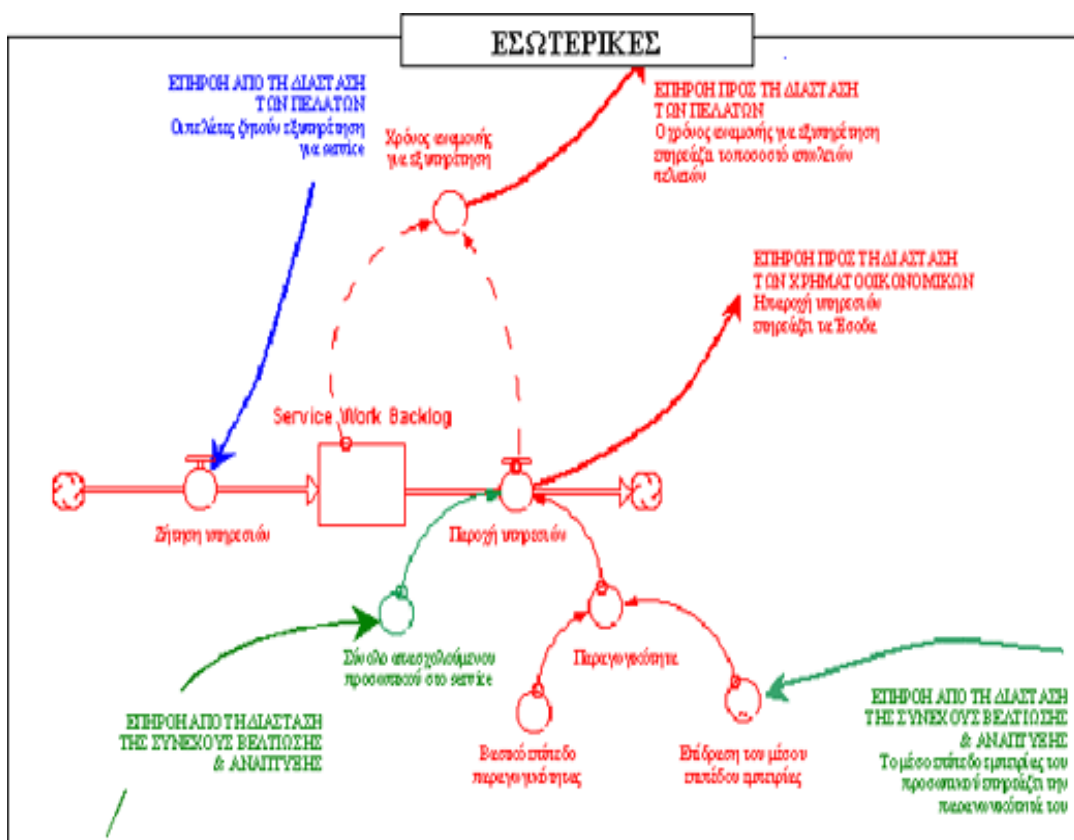 ΕΣΩΤΕΡΙΚΕΣ
ΕΠΙΡΡΟΗ ΑΠΟ ΤΗ ΔΙΑΣΤΑΣΗ
ΤΩΝ ΠΕΛΑΤΩΝ
Οι πελάτες ζητούν εξυπηρέτηση
για service
Χρόνος αναμονής
για εξυπηρέτηση
ΕΠΙΡΡΟΗ ΠΡΟΣ ΤΗ ΔΙΑΣΤΑΣΗ
ΤΩΝ ΠΕΛΑΤΩΝ
Ο χρόνος αναμονής για εξυπηρέτηση
επηρεάζει το ποσοστό απωλειών
πελατών
ΕΠΙΡΡΟΗ ΠΡΟΣ ΤΗ ΔΙΑΣΤΑΣΗ
ΤΩΝ ΧΡΗΜΑΤΟΟΙΚΟΝΟΜΙΚΩΝ
Η παροχή υπηρεσιών
επηρεάζει τα Έσοδα
Service Work Backlog
Ζήτηση υπηρεσιών
Παροχή υπηρεσιών
Σύνολο απασχολούμενου
προσωπικού στο service
Παραγωγικότητα
ΕΠΙΡΡΟΗ ΑΠΟ ΤΗ ΔΙΑΣΤΑΣΗ
ΤΗΣ ΣΥΝΕΧΟΥΣ ΒΕΛΤΙΩΣΗΣ
& ΑΝΑΠΤΥΞΗΣ
Βασικό επίπεδο
παραγωγικότητας
Επίδραση του μέσου
επιπέδου εμπειρίας
ΕΠΙΡΡΟΗ ΑΠΟ ΤΗ ΔΙΑΣΤΑΣΗ
ΤΗΣ ΣΥΝΕΧΟΥΣ ΒΕΛΤΙΩΣΗΣ
& ΑΝΑΠΤΥΞΗΣ
Το μέσο επίπεδο εμπειρίας του
προσωπικού επηρεάζει την
παραγωγικότητά του